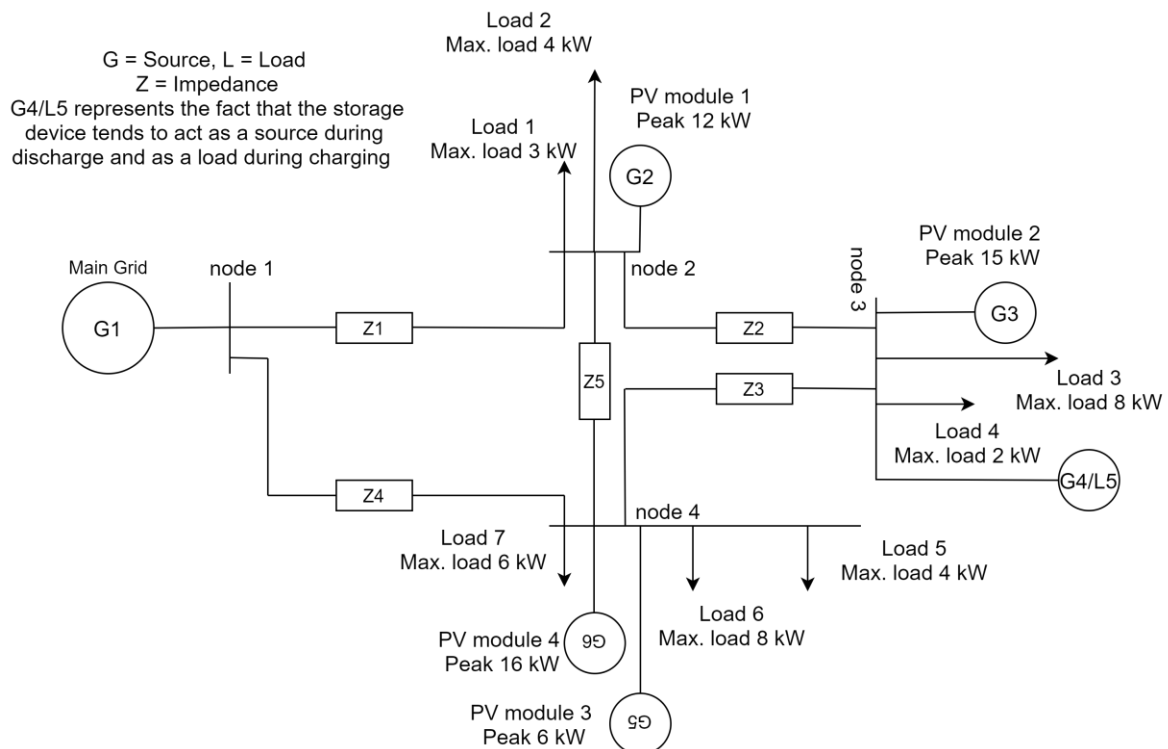 G = Source, L = Load
Z = Impedance
G4/L5 represents the fact that the storage
device tends to act as a source during
discharge and as a load during charging
Load 2
Max. load 4 kW
Load 1
Max. load 3 kW
PV module 1
Peak 12 kW
G2
Main Grid
node 1
G1
Z1
node 2
Z2
node 3
PV module 2
Peak 15 kW
G3
Z5
Z3
Load 3
Max. load 8 kW
Load 4
Max. load 2 kW
G4/L5
Z4
node 4
Load 7
Max. load 6 kW
Load 5
Max. load 4 kW
Load 6
Max. load 8 kW
PV module 4
Peak 16 kW
G6
PV module 3
Peak 6 kW
G5